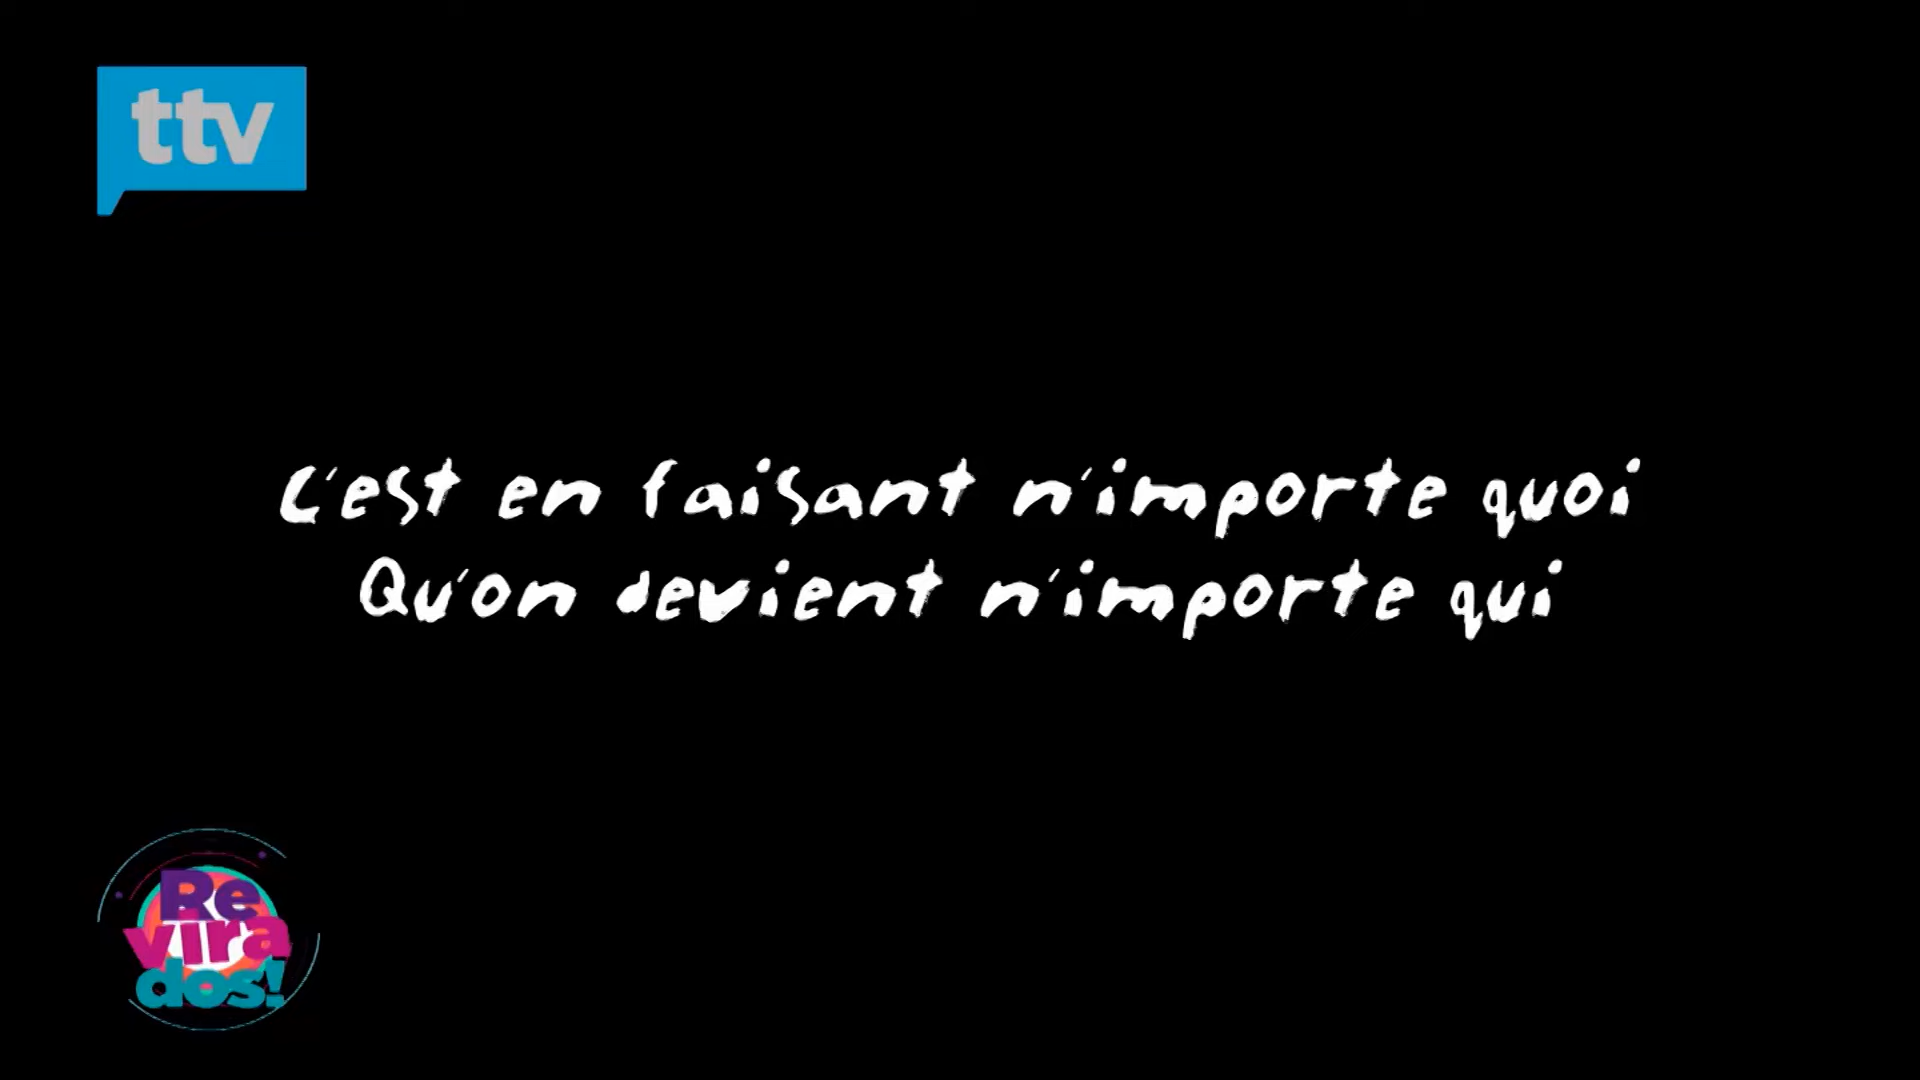 ttv
C'est en faisant n'importe quoi
Qu'on devient n'importe qui
Re
vira
dos!